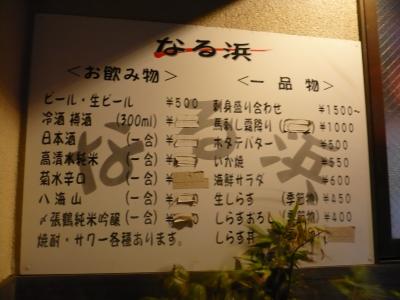 なる浜
<お飲み物>
ビール・生ビール ¥500
冷酒 樽酒 (300ml)
日本酒 (一合)
高清水純米 (一合)
菊水辛口 (一合)
八海山 (一合)
〆張鶴純米吟醸 (一合)
焼酎・サワー各種あります。
<一品物>
刺身盛り合わせ ¥1500~
馬刺し霜降り ¥1000
ホタテバター ¥500
いか焼 ¥550
海鮮サラダ ¥600
生しらす (季節物) ¥450
しらすおろし (季節物) ¥400
しらす丼
なる浜